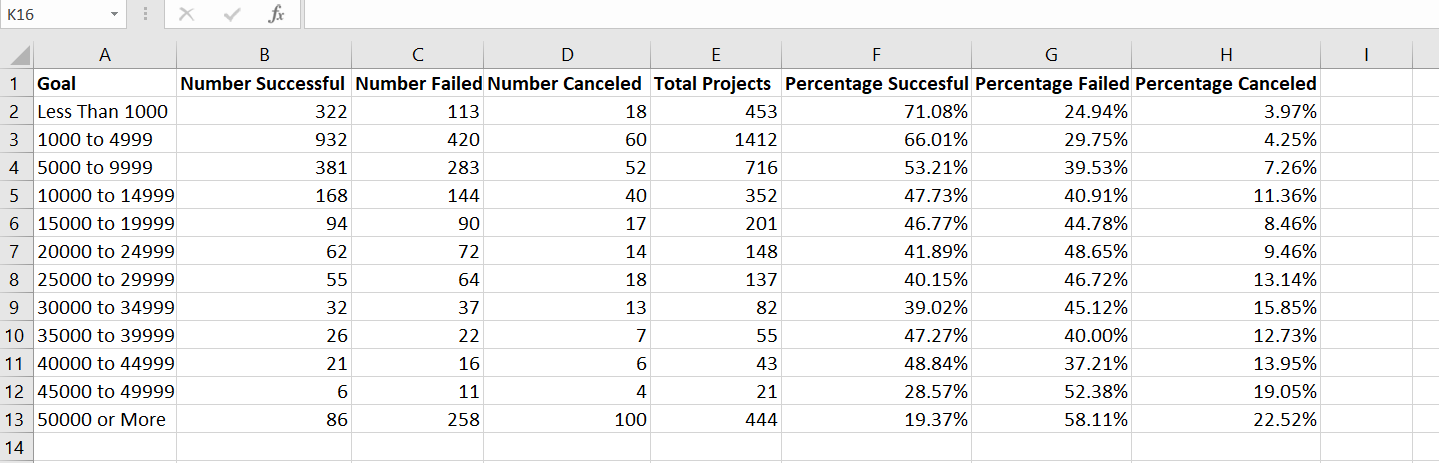 K16 fx
A B C D E F G H I
1 Goal Number Successful Number Failed Number Canceled Total Projects Percentage Succesful Percentage Failed Percentage Canceled
2 Less Than 1000 322 113 18 453 71.08% 24.94% 3.97%
3 1000 to 4999 932 420 60 1412 66.01% 29.75% 4.25%
4 5000 to 9999 381 283 52 716 53.21% 39.53% 7.26%
5 10000 to 14999 168 144 40 352 47.73% 40.91% 11.36%
6 15000 to 19999 94 90 17 201 46.77% 44.78% 8.46%
7 20000 to 24999 62 72 14 148 41.89% 48.65% 9.46%
8 25000 to 29999 55 64 18 137 40.15% 46.72% 13.14%
9 30000 to 34999 32 37 13 82 39.02% 45.12% 15.85%
10 35000 to 39999 26 22 7 55 47.27% 40.00% 12.73%
11 40000 to 44999 21 16 6 43 48.84% 37.21% 13.95%
12 45000 to 49999 6 11 4 21 28.57% 52.38% 19.05%
13 50000 or More 86 258 100 444 19.37% 58.11% 22.52%
14